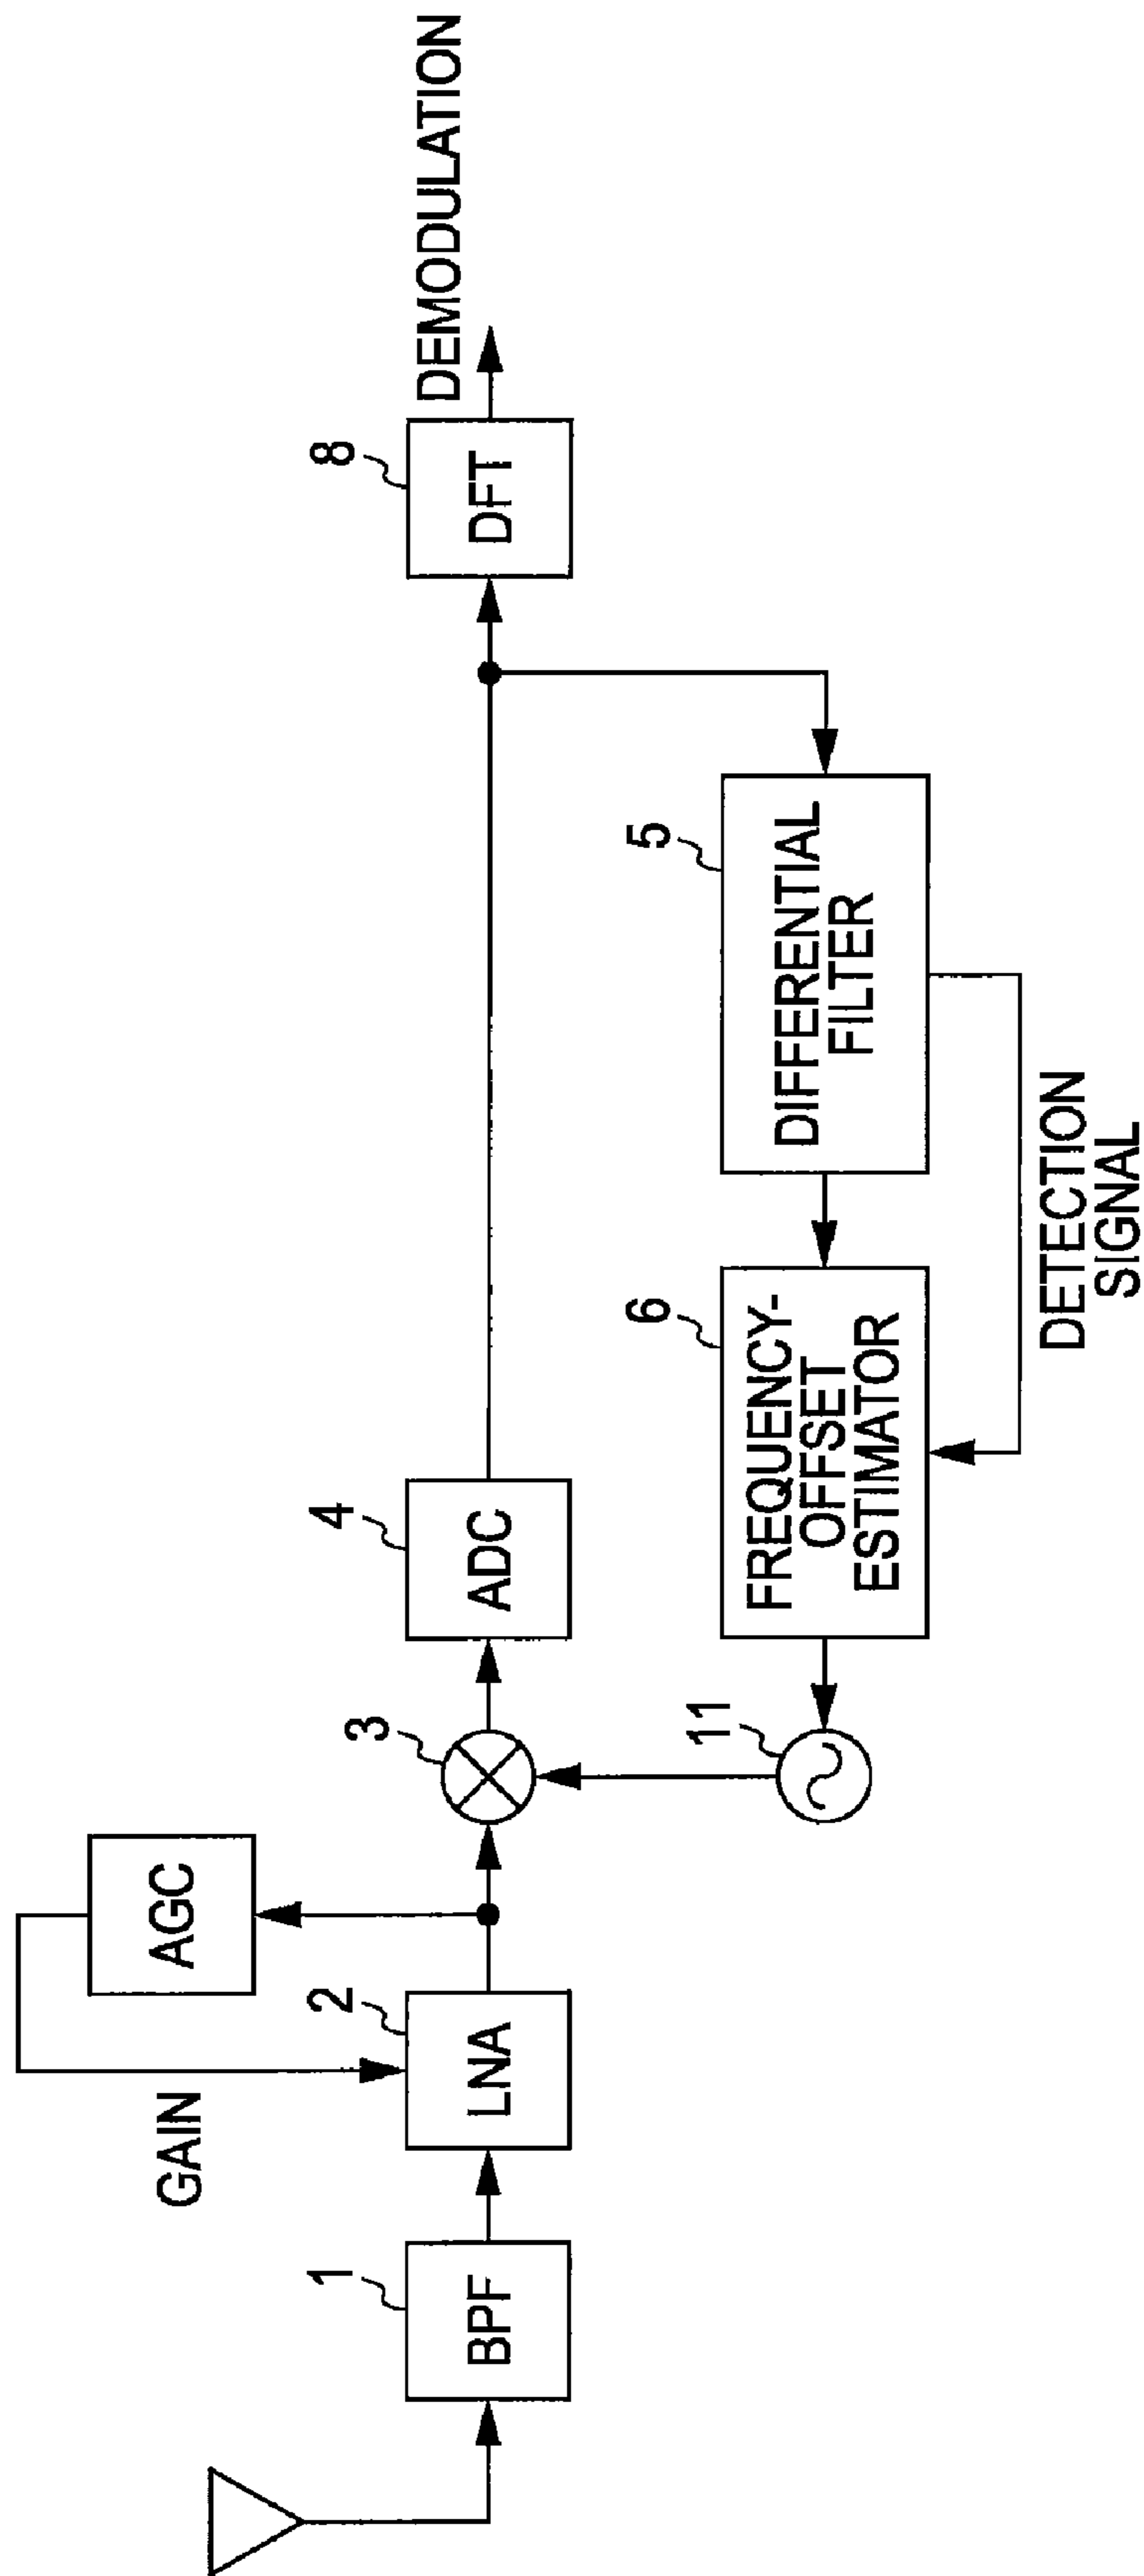 GAIN
AGC
1
BPF
2
LNA
3
4
ADC
8
DFT
DEMODULATION
11
6
FREQUENCY-
OFFSET
ESTIMATOR
5
DIFFERENTIAL
FILTER
DETECTION
SIGNAL